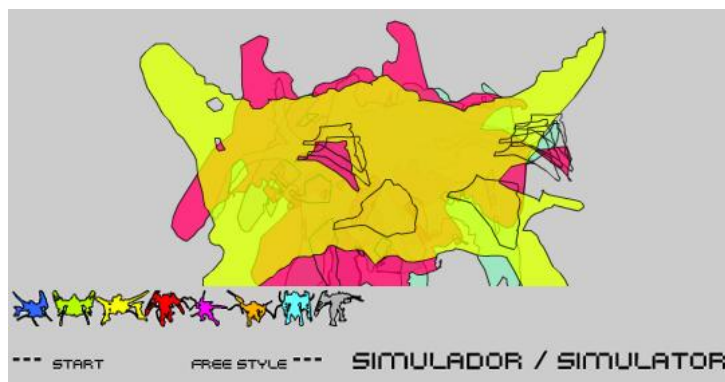 --- START FREE STYLE --- SIMULADOR / SIMULATOR